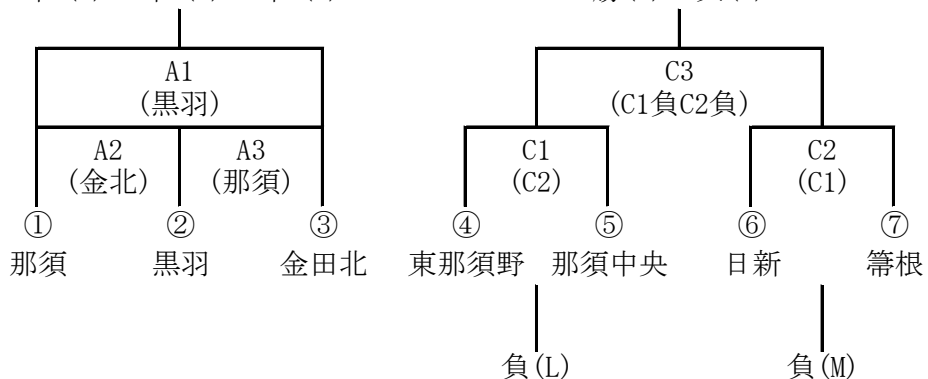 A1 C3
(黒羽) (C1負C2負)
A2 A3 C1 C2
(金北) (那須) (C2) (C1)
① ② ③ ④ ⑤ ⑥ ⑦
那須 黒羽 金田北 東那須野 那須中央 日新 箒根
負(L) 負(M)